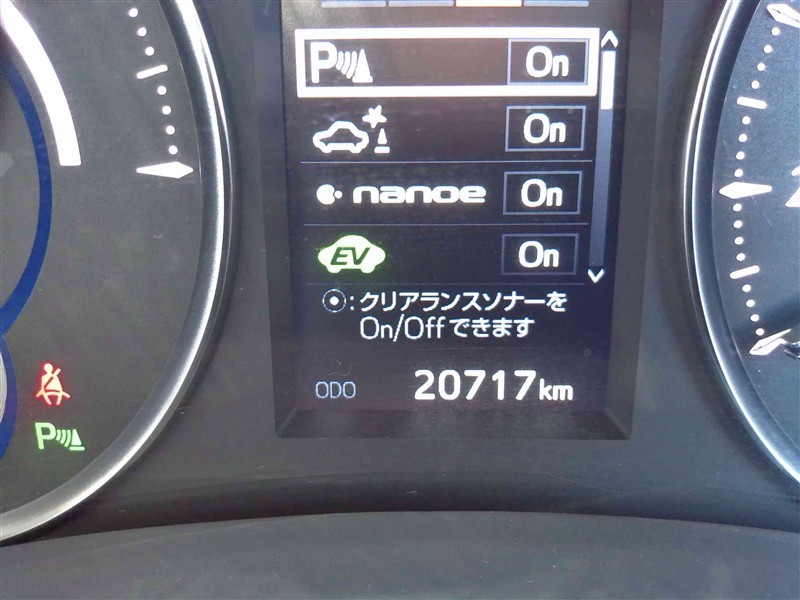 P On
On
nanoe On
EV On
:クリアランスソナーを
On/Offできます
ODO 20717km
P
2